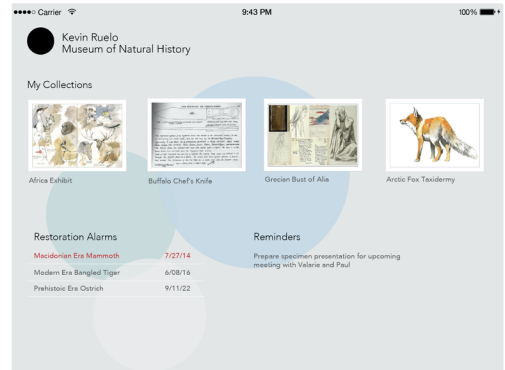 Carrier 9:43 PM 100%
Kevin Ruelo
Museum of Natural History
My Collections
Africa Exhibit
Buffalo Chef's Knife
Grecian Bust of Alia
Arctic Fox Taxidermy
Restoration Alarms
Macidonian Era Mammoth 7/27/14
Modern Era Bangled Tiger 6/08/16
Prehistoic Era Ostrich 9/11/22
Reminders
Prepare specimen presentation for upcoming
meeting with Valarie and Paul